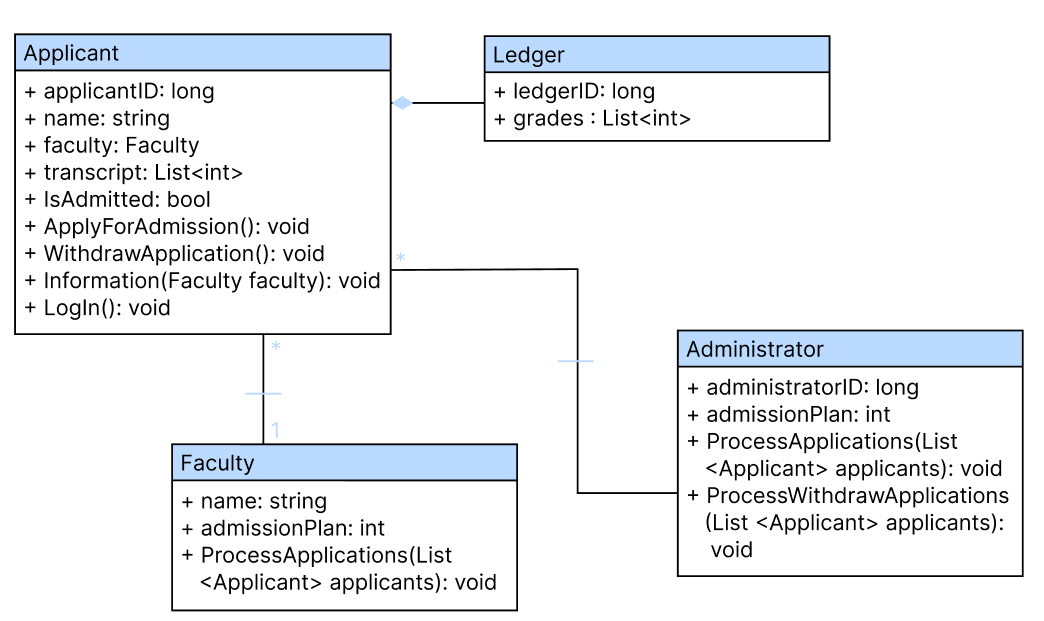 Applicant
+ applicantID: long
+ name: string
+ faculty: Faculty
+ transcript: List<int>
+ IsAdmitted: bool
+ ApplyForAdmission(): void
+ WithdrawApplication(): void
+ Information(Faculty faculty): void
+ LogIn(): void
Ledger
+ ledgerID: long
+ grades : List<int>
*
*
1
Faculty
+ name: string
+ admissionPlan: int
+ ProcessApplications(List
<Applicant> applicants): void
Administrator
+ administratorID: long
+ admissionPlan: int
+ ProcessApplications(List
<Applicant> applicants): void
+ ProcessWithdrawApplications
(List <Applicant> applicants):
void